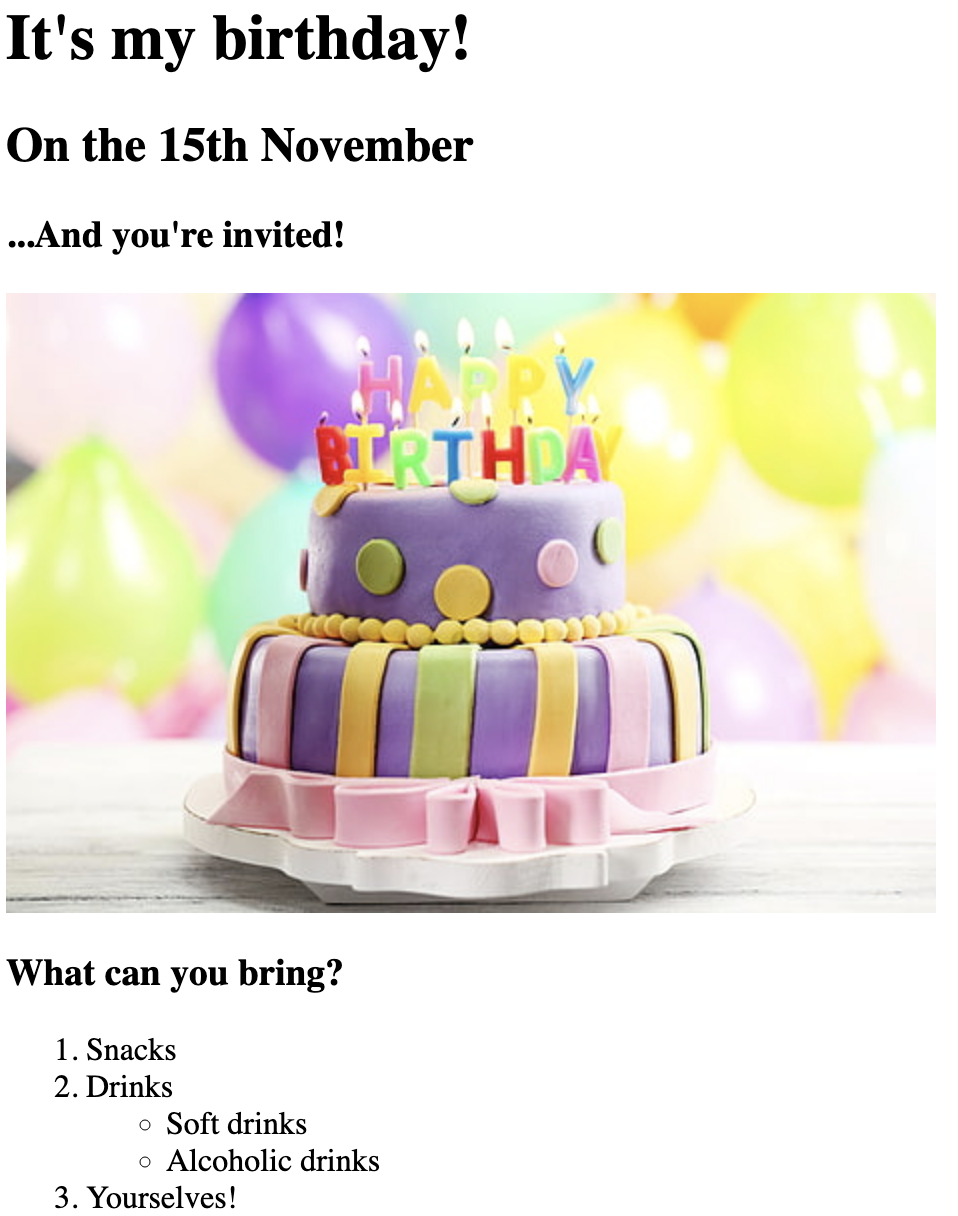 It's my birthday!
On the 15th November
...And you're invited!
HAPPY
BIRTHDAY
What can you bring?
1. Snacks
2. Drinks
○ Soft drinks
○ Alcoholic drinks
3. Yourselves!